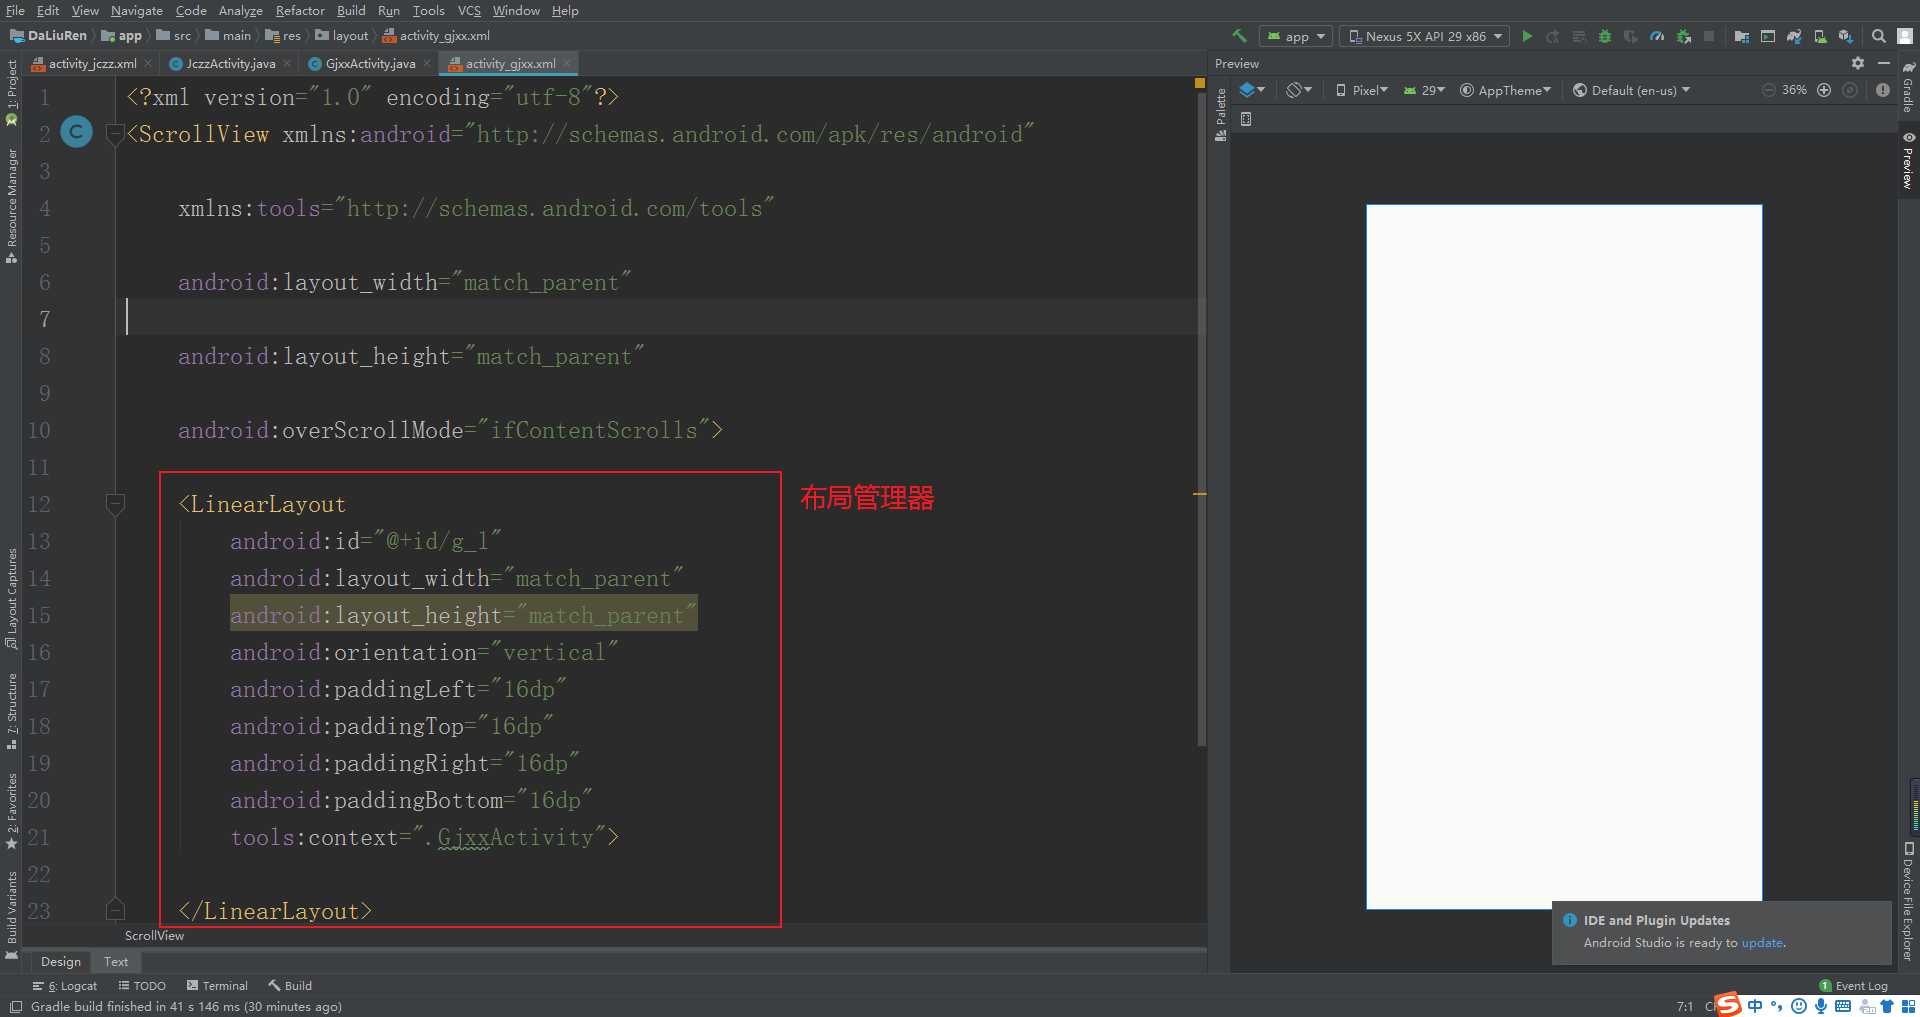 File Edit View Navigate Code Analyze Refactor Build Run Tools VCS Window Help
DaLiuRen app src main res layout activity_gjxx.xml
app Nexus 5X API 29 x86
activity_jczz.xml JczzActivity.java GjxxActivity.java activity_gjxx.xml
Preview
Pixel 29 AppTheme Default (en-us) 36%
1: Project
Resource Manager
Layout Captures
7: Structure
2: Favorites
Build Variants
1 <?xml version="1.0" encoding="utf-8"?>
2 C <ScrollView xmlns:android="http://schemas.android.com/apk/res/android"
3
4 xmlns:tools="http://schemas.android.com/tools"
5
6 android:layout_width="match_parent"
7
8 android:layout_height="match_parent"
9
10 android:overScrollMode="ifContentScrolls">
11
12 <LinearLayout
13 android:id="@+id/g_l"
14 android:layout_width="match_parent"
15 android:layout_height="match_parent"
16 android:orientation="vertical"
17 android:paddingLeft="16dp"
18 android:paddingTop="16dp"
19 android:paddingRight="16dp"
20 android:paddingBottom="16dp"
21 tools:context=".GjxxActivity">
22
23 </LinearLayout>
布局管理器
ScrollView
Design Text
Palette
Gradle
Preview
Device File Explorer
IDE and Plugin Updates
Android Studio is ready to update.
6: Logcat TODO Terminal Build
1 Event Log
Gradle build finished in 41 s 146 ms (30 minutes ago)
7:1
S 中